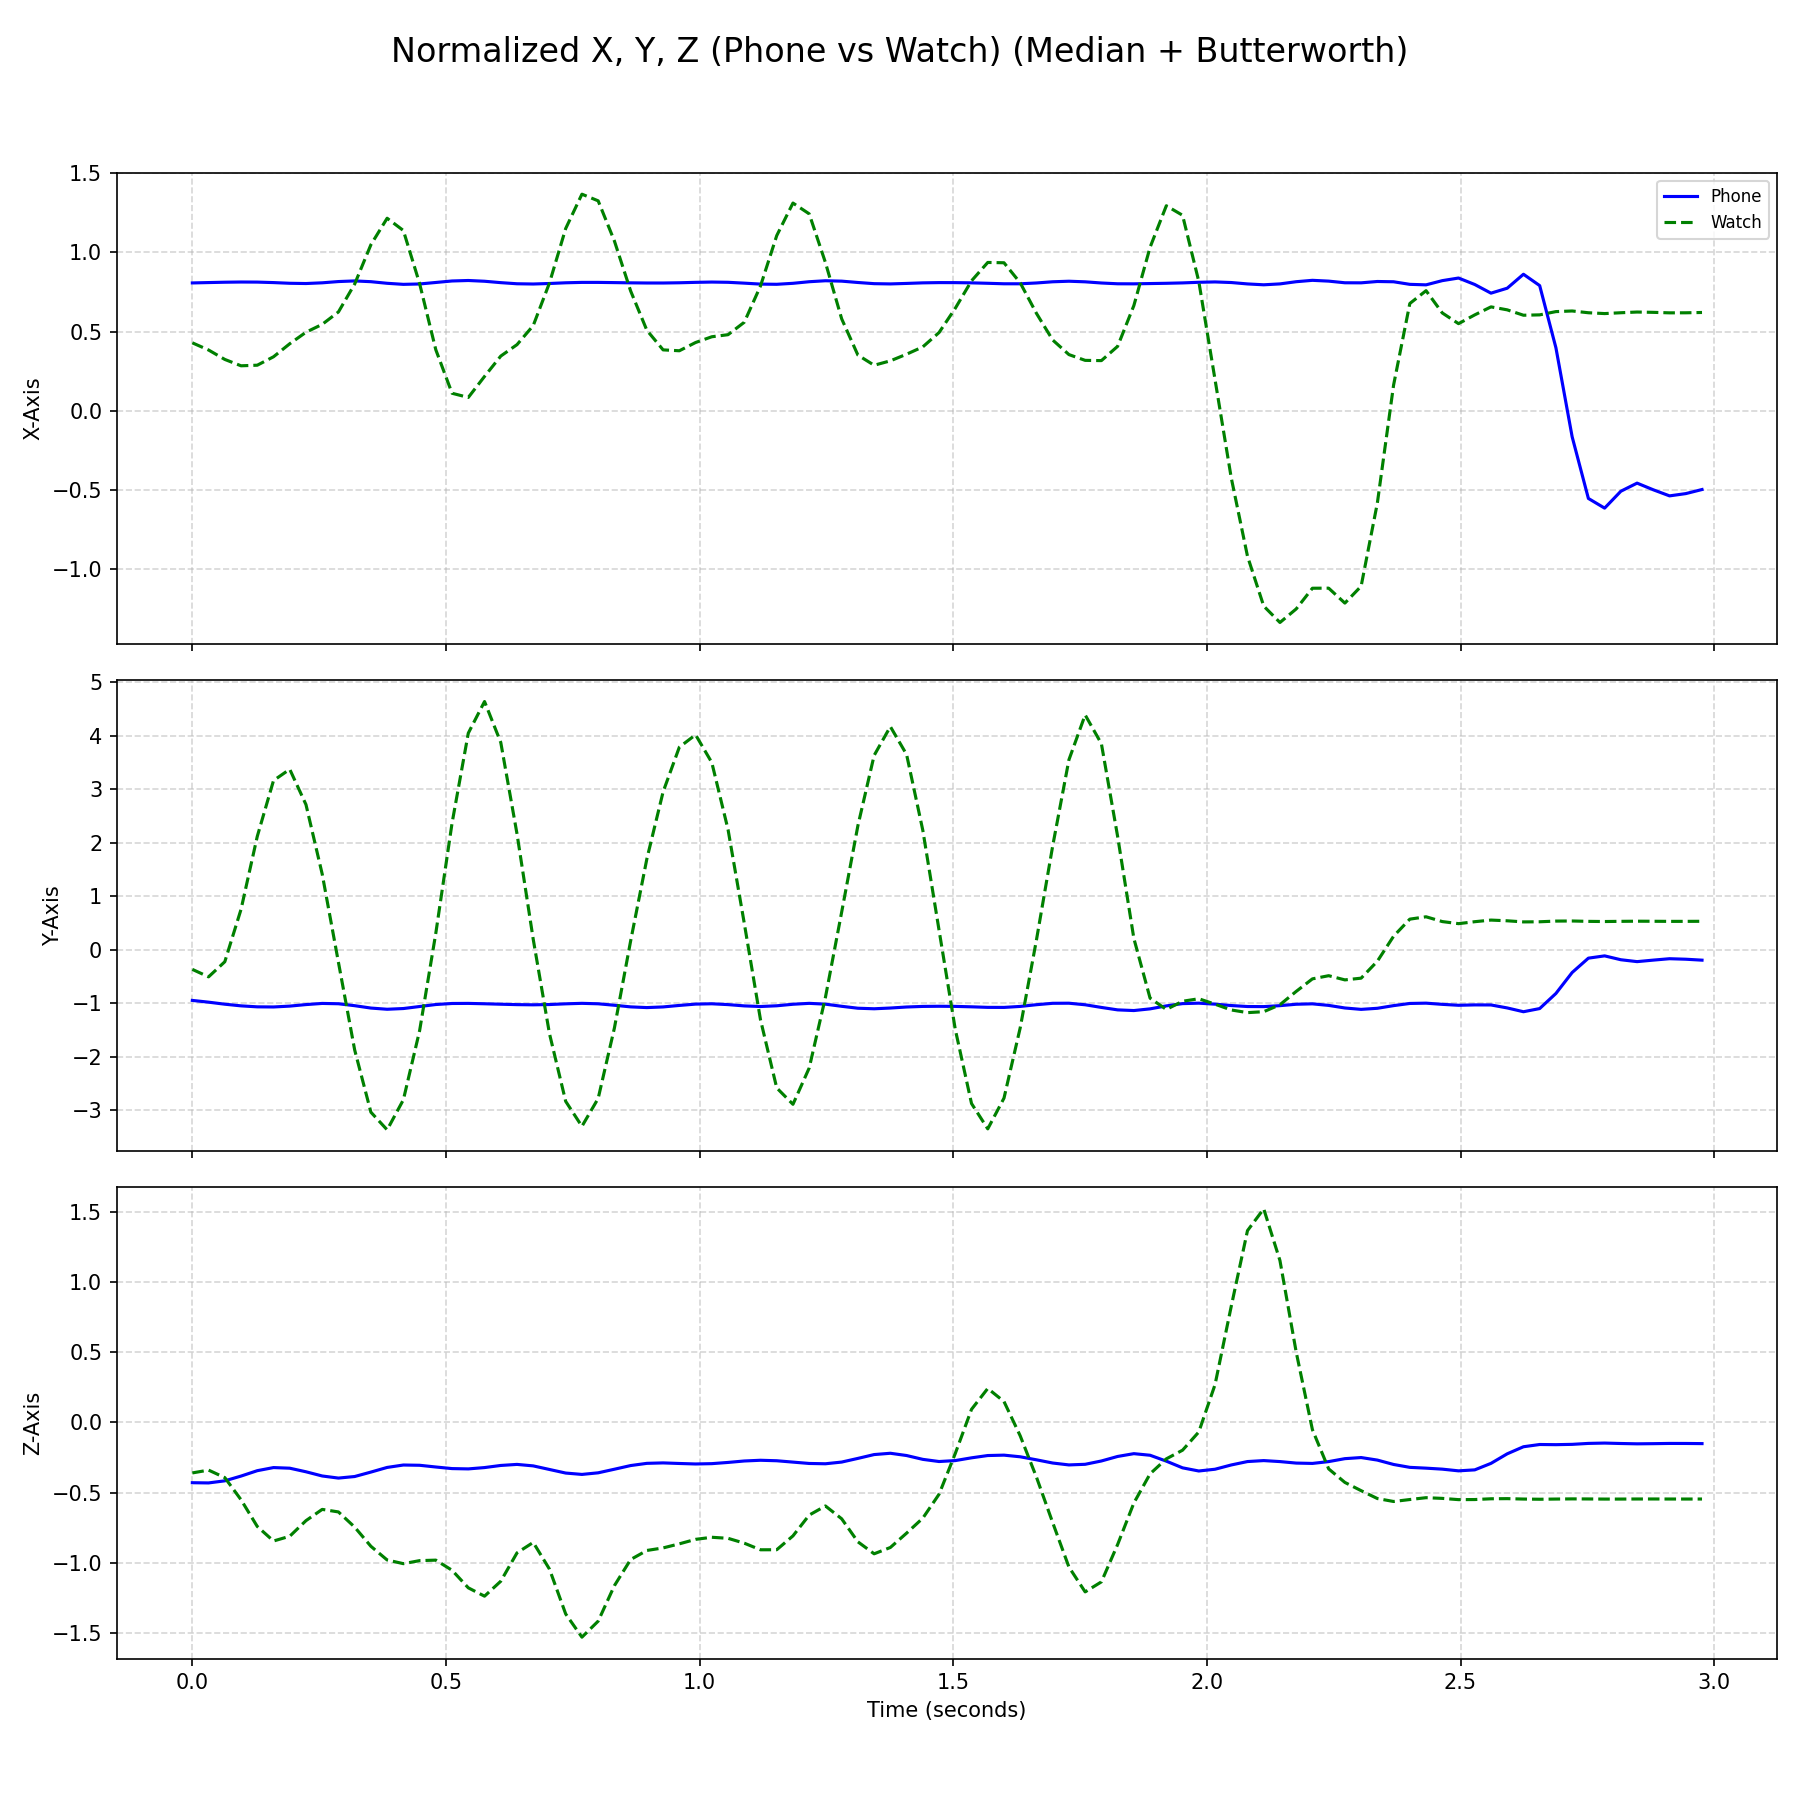 Normalized X, Y, Z (Phone vs Watch) (Median + Butterworth)
1.5
1.0
0.5
0.0
−0.5
−1.0
X-Axis
Phone
Watch
5
4
3
2
1
0
−1
−2
−3
Y-Axis
1.5
1.0
0.5
0.0
−0.5
−1.0
−1.5
Z-Axis
0.0 0.5 1.0 1.5 2.0 2.5 3.0
Time (seconds)